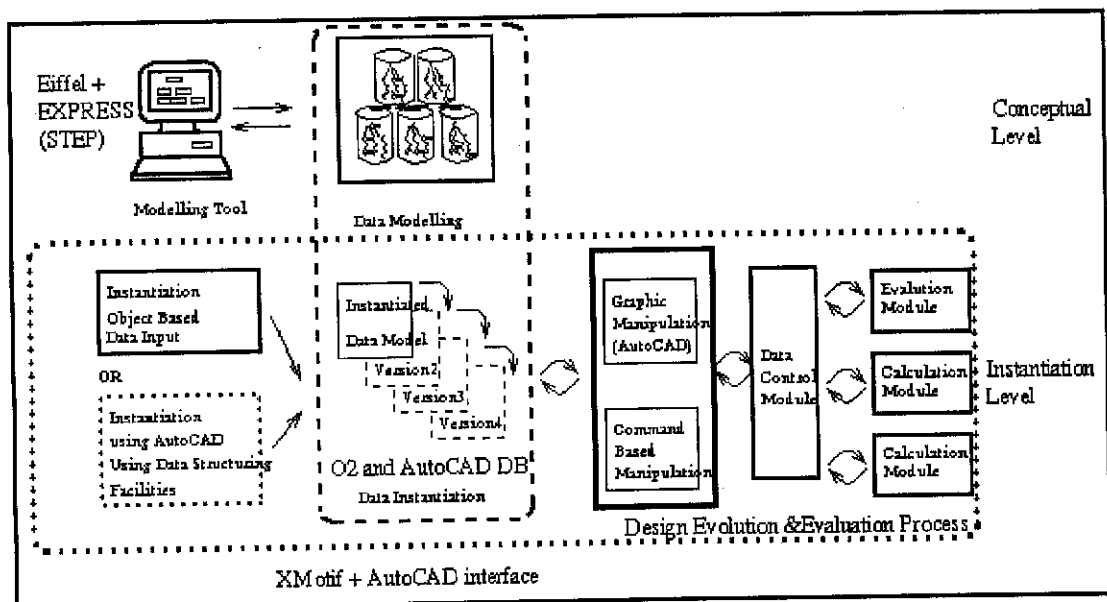 Eiffel +
EXPRESS
(STEP)
Modelling Tool
Data Modelling
Conceptual
Level
Instantiation
Object Based
Data Input
OR
Instantiation
using AutoCAD
Using Data Structuring
Facilities
Instantiated
Data Model
Version2
Version3
Version4
O2 and AutoCAD DB
Data Instantiation
Graphic
Manipulation
(AutoCAD)
Command
Based
Manipulation
Data
Control
Module
Evalution
Module
Calculation
Module
Calculation
Module
Instantiation
Level
Design Evolution &Evaluation Process
XMotif + AutoCAD interface